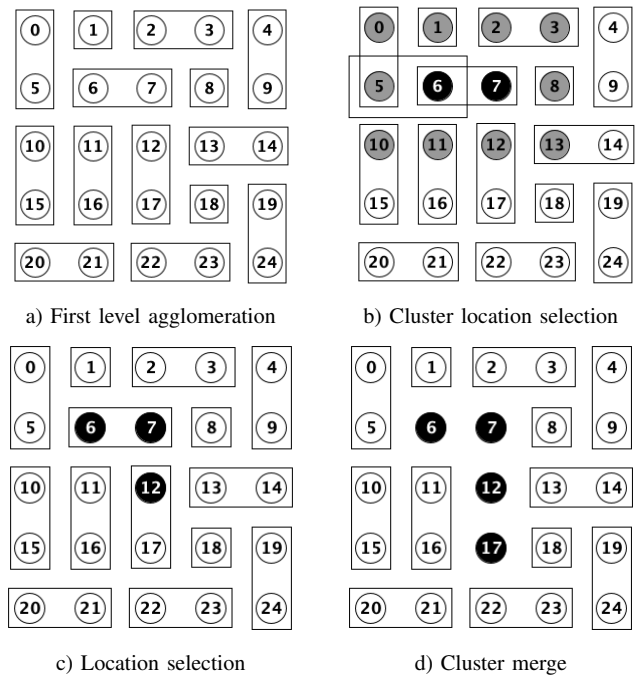 0 1 2 3 4
5 6 7 8 9
10 11 12 13 14
15 16 17 18 19
20 21 22 23 24
a) First level agglomeration
0 1 2 3 4
5 6 7 8 9
10 11 12 13 14
15 16 17 18 19
20 21 22 23 24
b) Cluster location selection
0 1 2 3 4
5 6 7 8 9
10 11 12 13 14
15 16 17 18 19
20 21 22 23 24
c) Location selection
0 1 2 3 4
5 6 7 8 9
10 11 12 13 14
15 16 17 18 19
20 21 22 23 24
d) Cluster merge